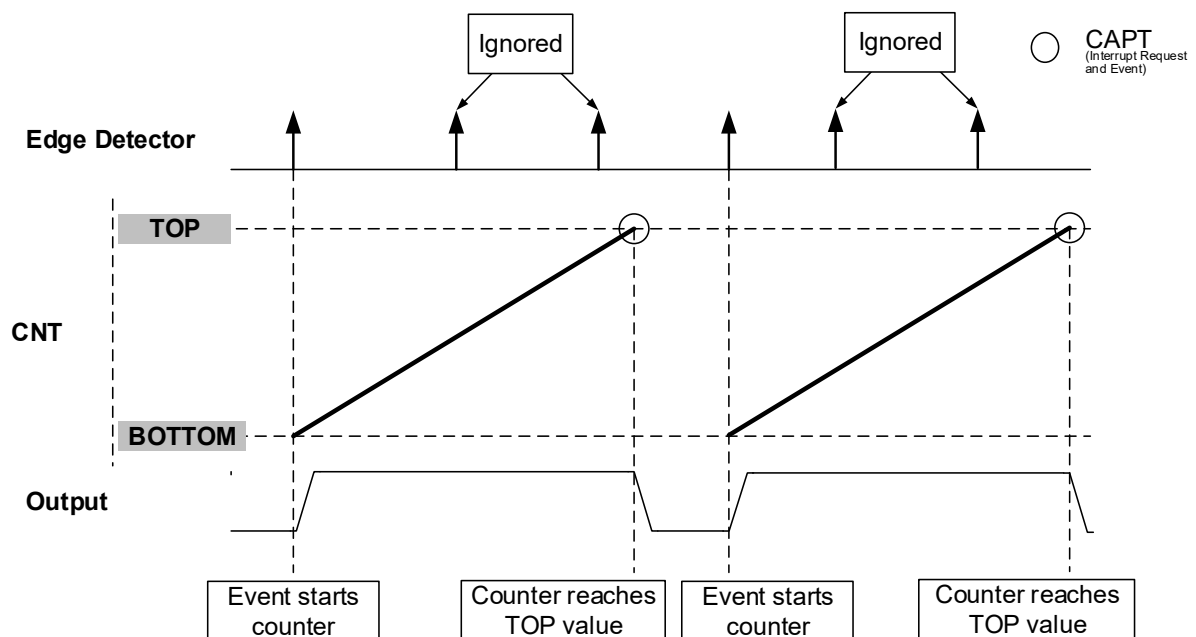 Ignored
Ignored
CAPT
(Interrupt Request
and Event)
Edge Detector
TOP
CNT
BOTTOM
Output
Event starts
counter
Counter reaches
TOP value
Event starts
counter
Counter reaches
TOP value